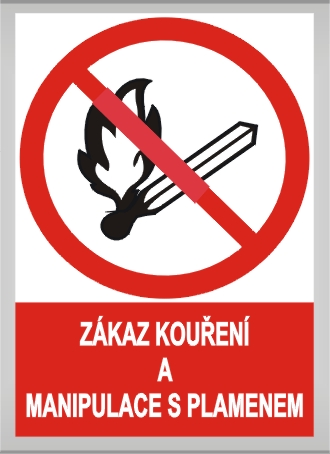 ZÁKAZ KOUŘENÍ
A
MANIPULACE S PLAMENEM